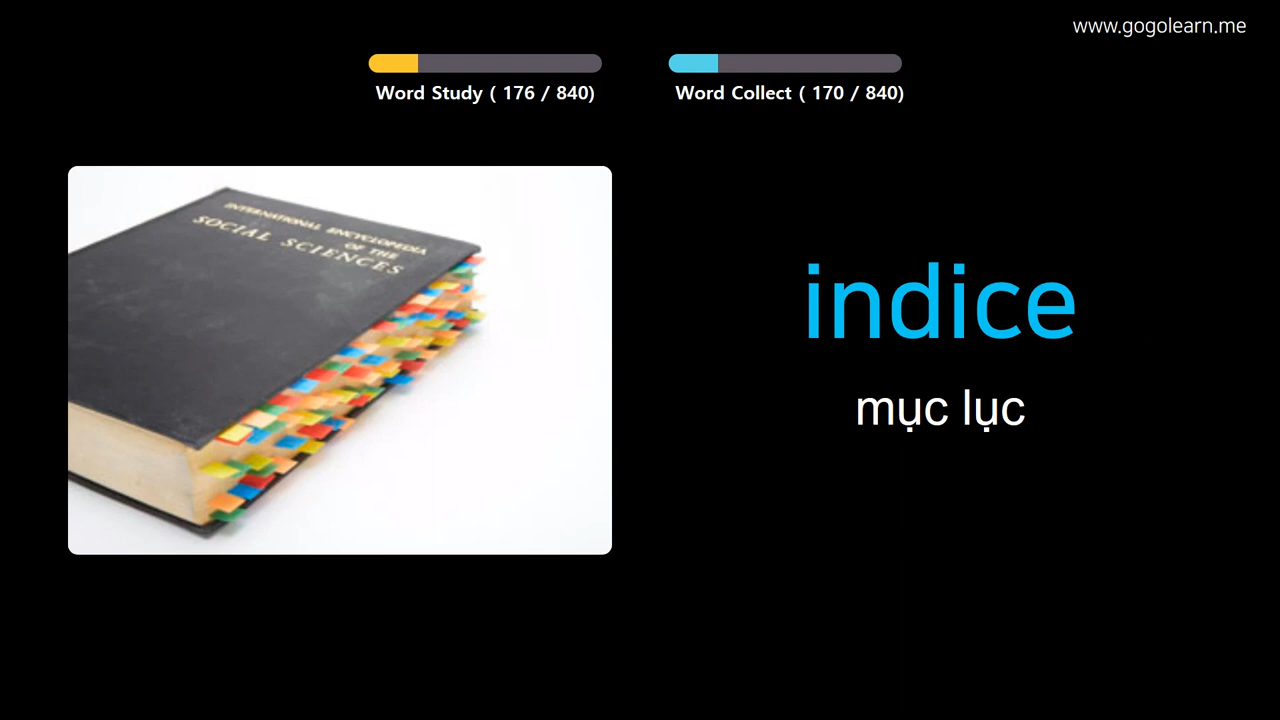 www.gogolearn.me
Word Study ( 176 / 840)
Word Collect ( 170 / 840)
INTERNATIONAL ENCYCLOPEDIA
OF THE
SOCIAL SCIENCES
indice
mục lục